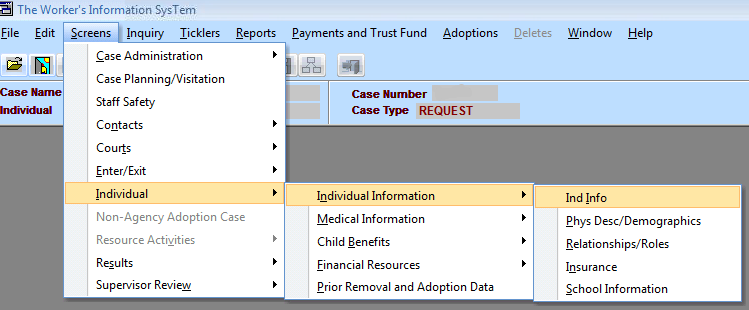 The Worker's Information SysTem
File Edit Screens Inquiry Ticklers Reports Payments and Trust Fund Adoptions Deletes Window Help
Case Name
Individual
Case Number
Case Type REQUEST
Case Administration
Case Planning/Visitation
Staff Safety
Contacts
Courts
Enter/Exit
Individual
Non-Agency Adoption Case
Resource Activities
Results
Supervisor Review
Individual Information
Medical Information
Child Benefits
Financial Resources
Prior Removal and Adoption Data
Ind Info
Phys Desc/Demographics
Relationships/Roles
Insurance
School Information